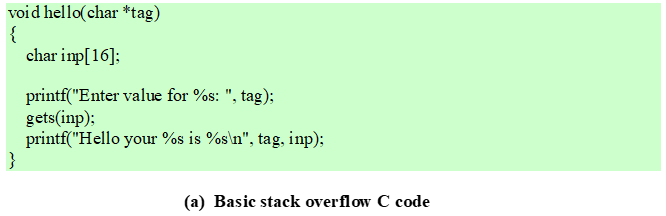 void hello(char *tag)
{
char inp[16];
printf("Enter value for %s: ", tag);
gets(inp);
printf("Hello your %s is %s\n", tag, inp);
}
(a) Basic stack overflow C code